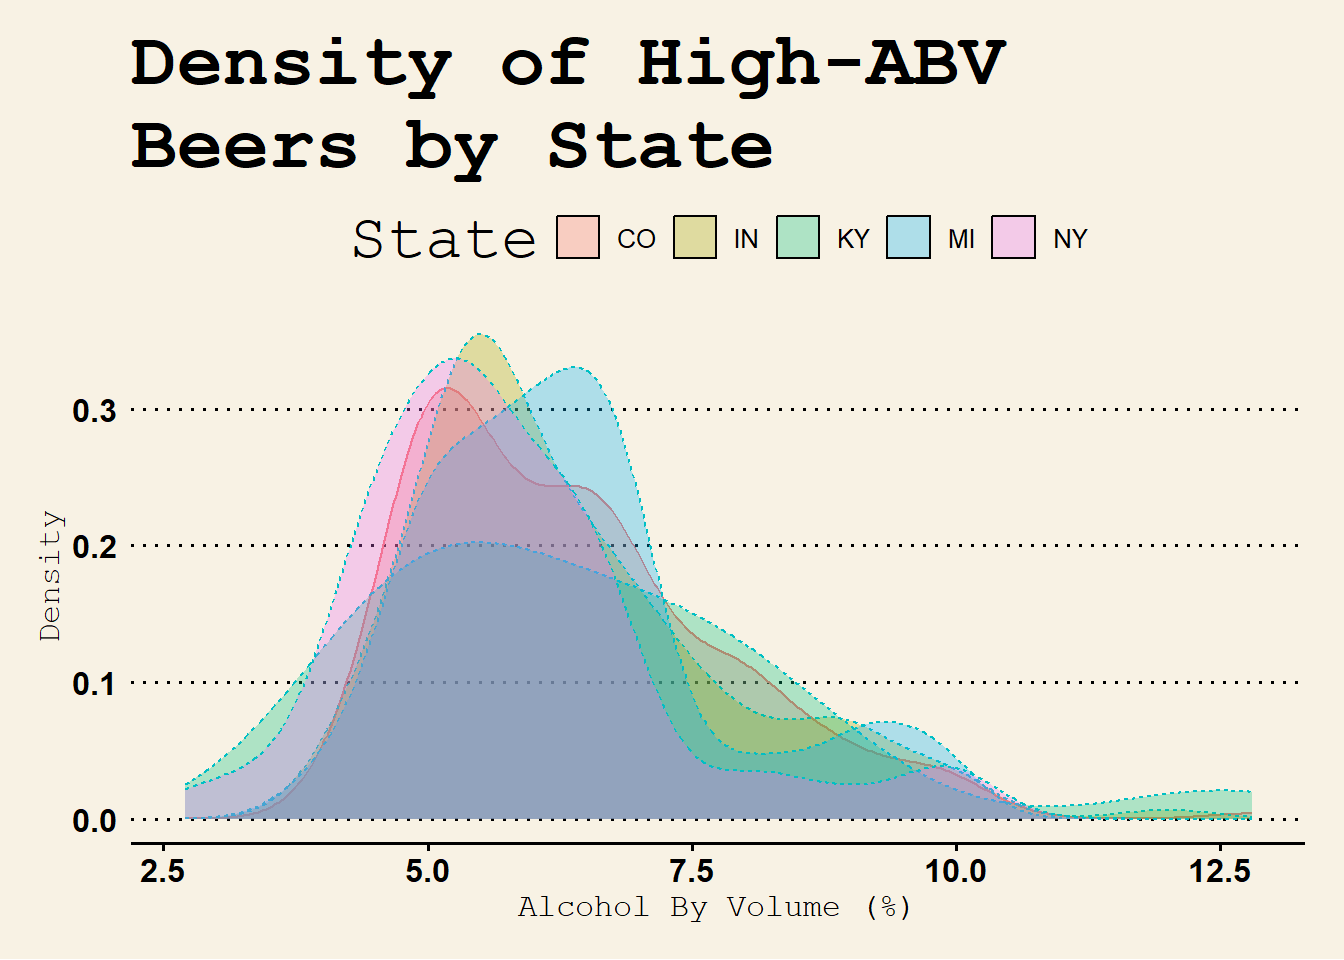 Density of High-ABV
Beers by State
State CO IN KY MI NY
0.3
0.2
0.1
0.0
Density
2.5 5.0 7.5 10.0 12.5
Alcohol By Volume (%)